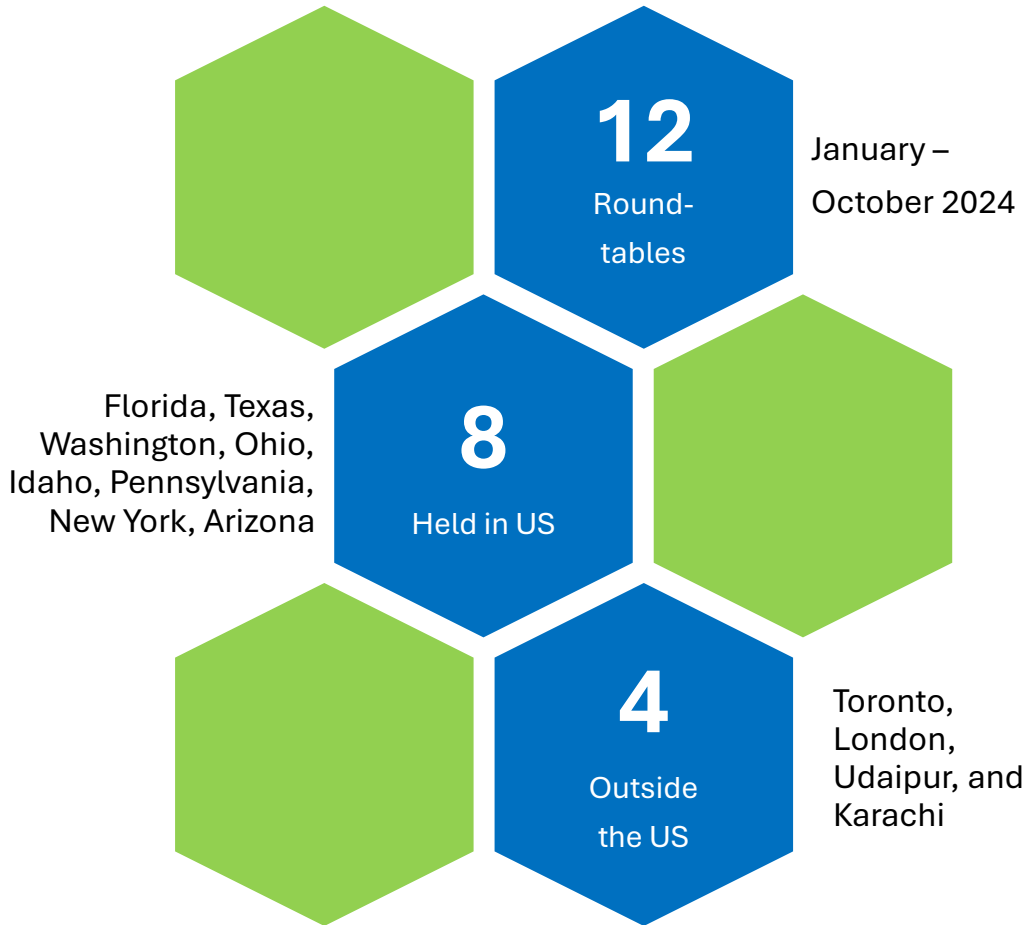 12
Round-
tables
January –
October 2024
Florida, Texas,
Washington, Ohio,
Idaho, Pennsylvania,
New York, Arizona
8
Held in US
4
Outside
the US
Toronto,
London,
Udaipur, and
Karachi